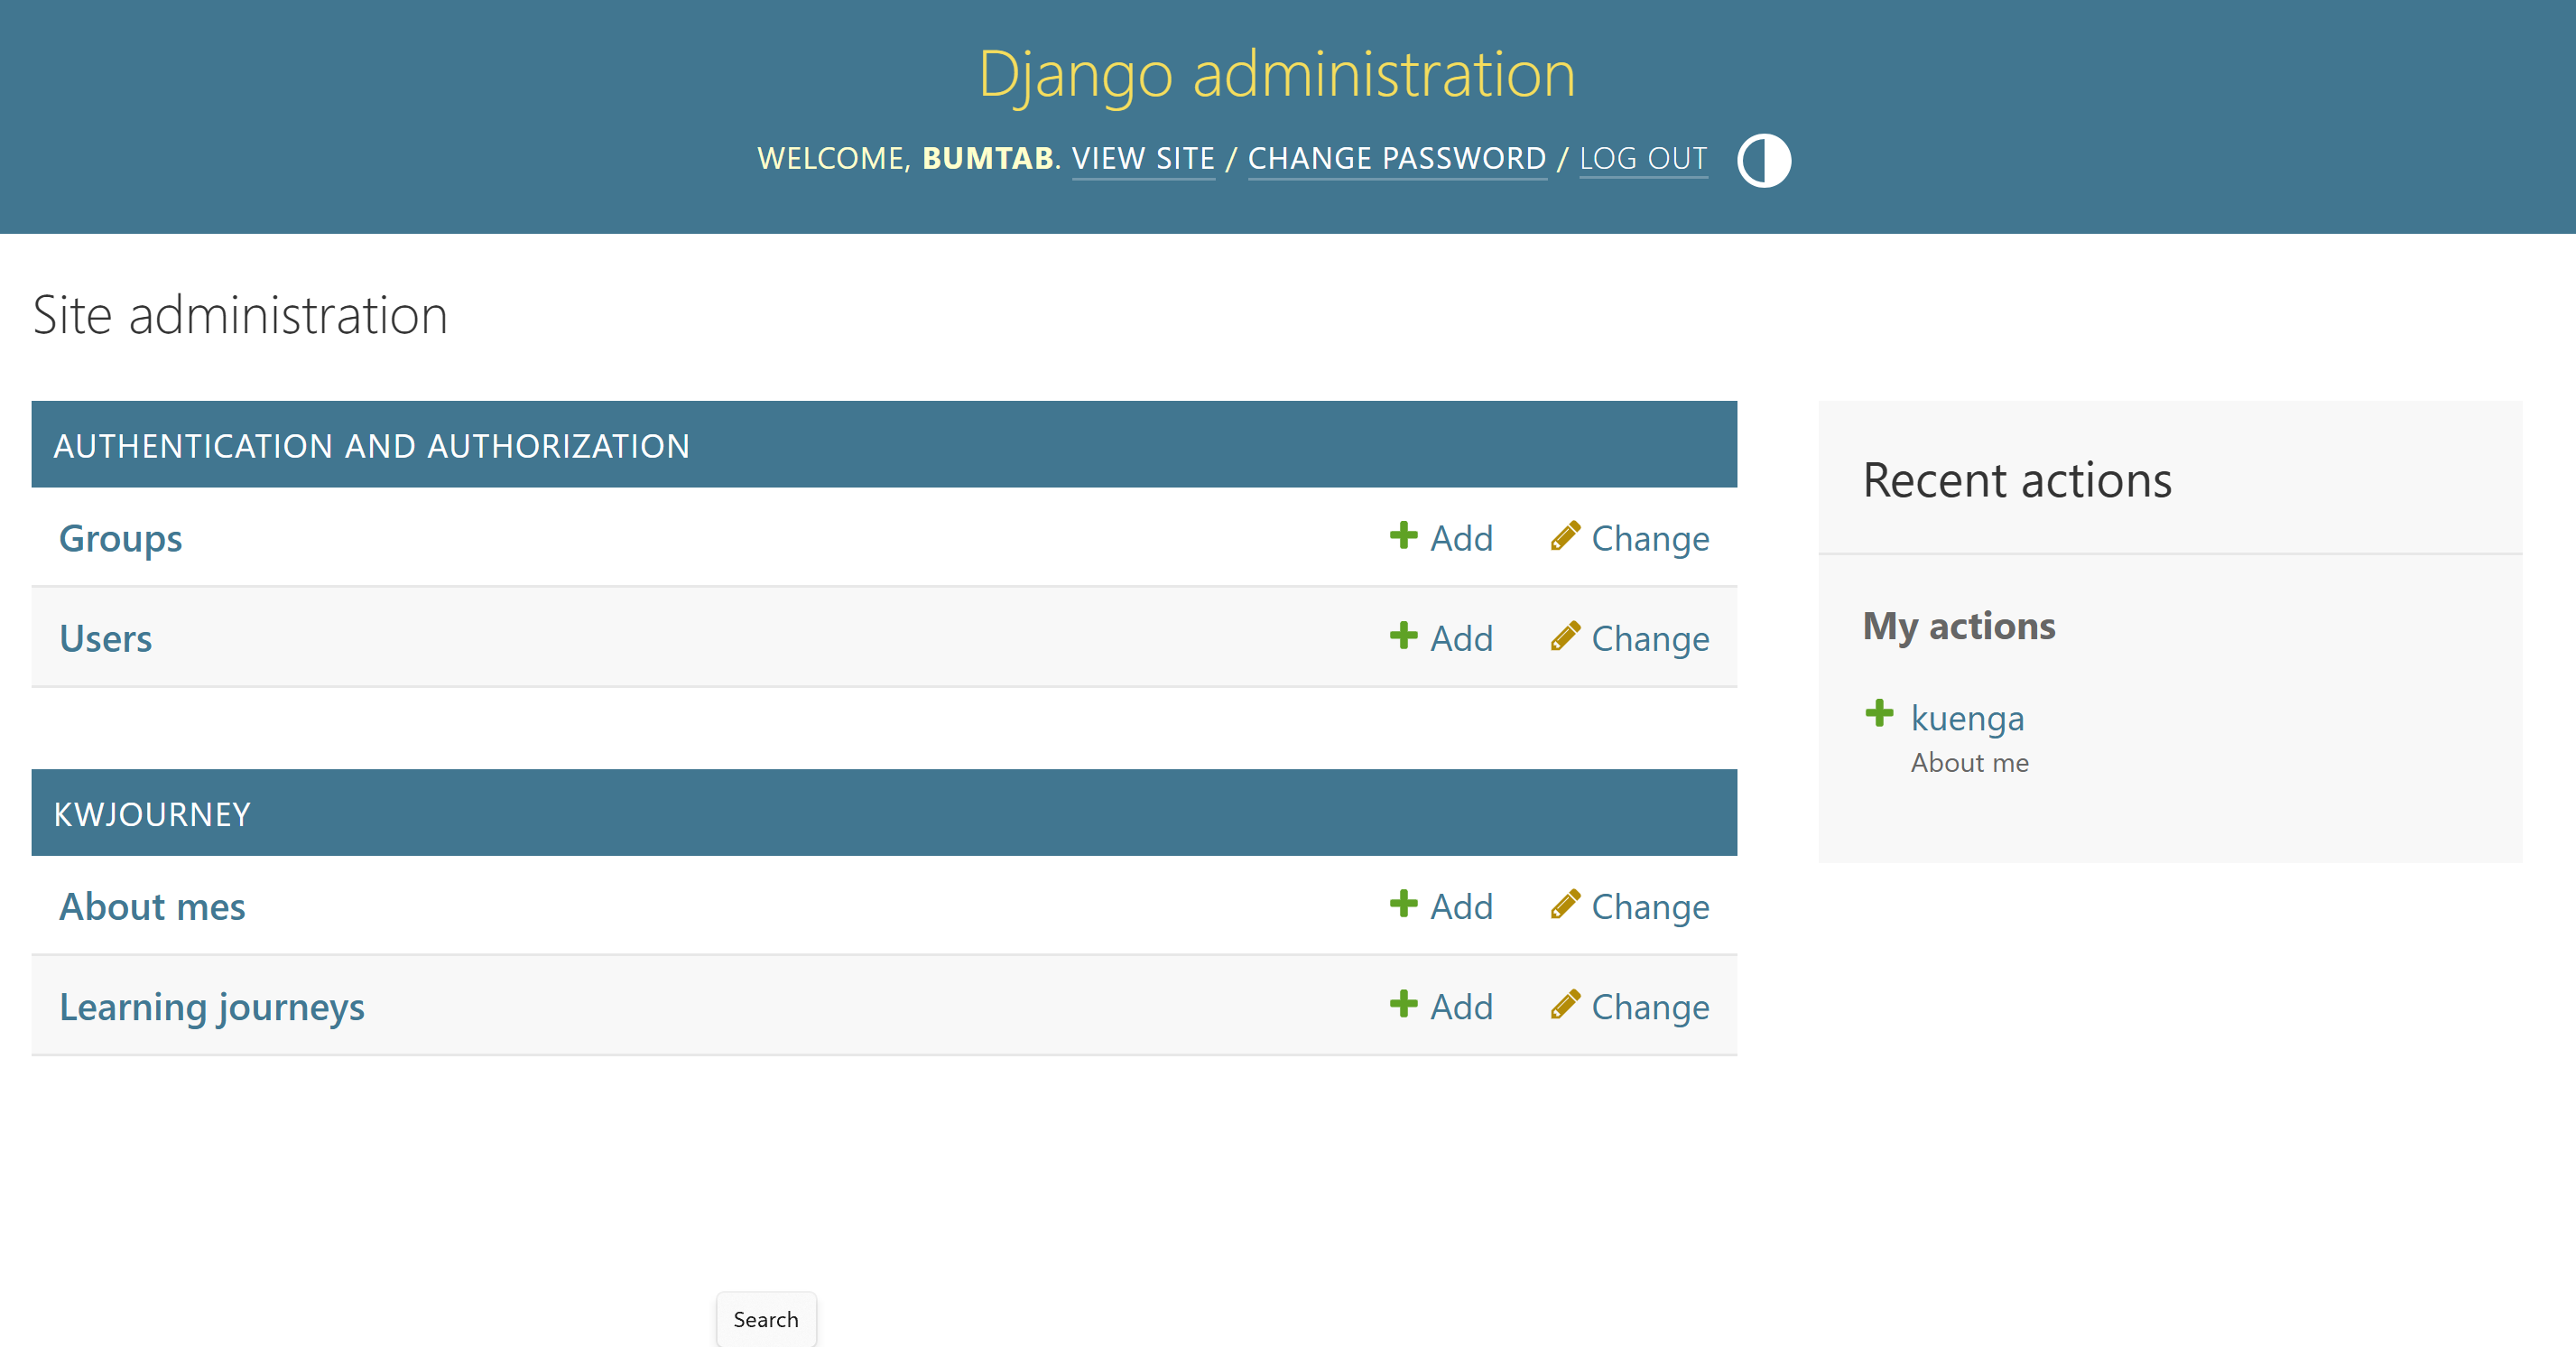 Django administration
WELCOME, BUMTAB. VIEW SITE / CHANGE PASSWORD / LOG OUT
Site administration
AUTHENTICATION AND AUTHORIZATION
Groups Add Change
Users Add Change
KWJOURNEY
About mes Add Change
Learning journeys Add Change
Recent actions
My actions
kuenga
About me
Search